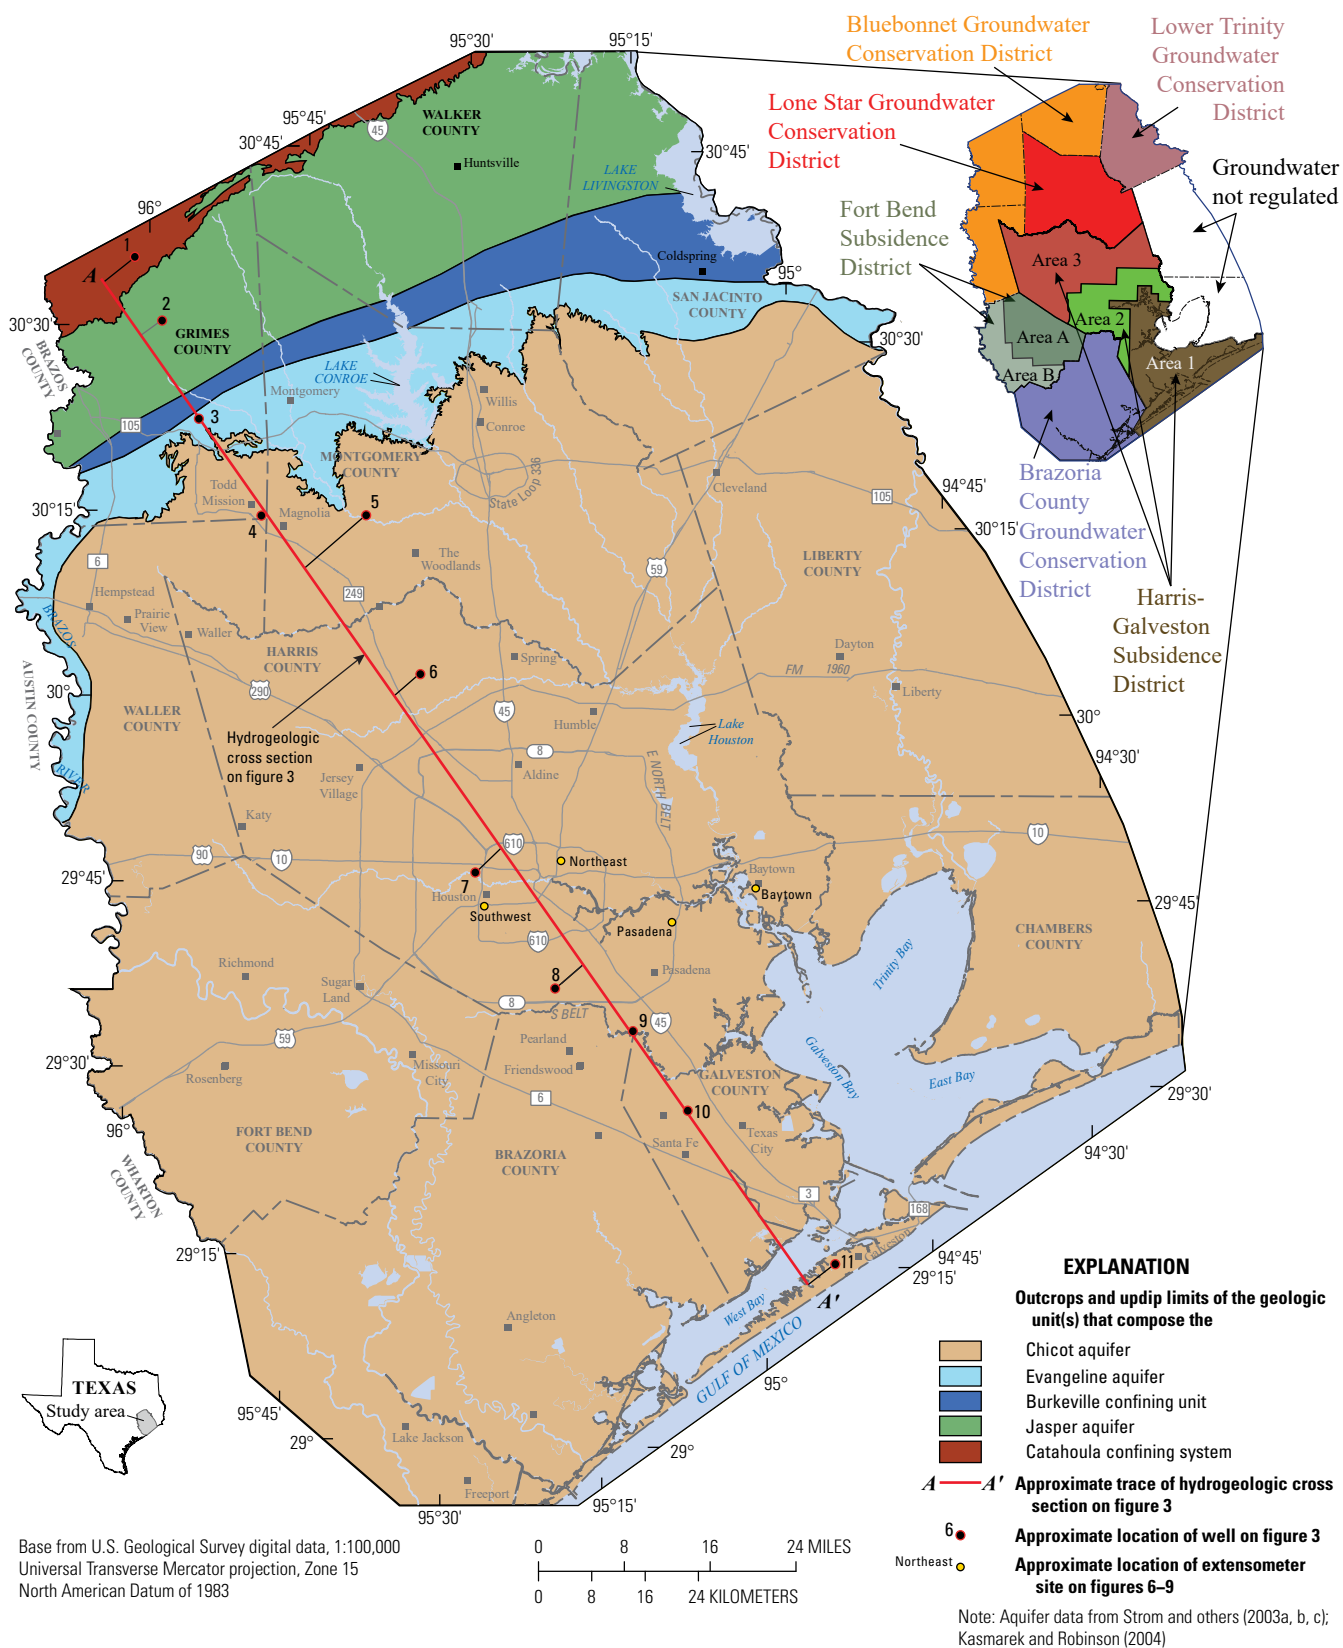 95°30'
95°15'
Bluebonnet Groundwater
Conservation District
Lower Trinity
Groundwater
Conservation
District
Lone Star Groundwater
Conservation
District
Groundwater
not regulated
Fort Bend
Subsidence
District
Area 3
Area 2
Area A
Area B
Area 1
Brazoria
County
Groundwater
Conservation
District
Harris-
Galveston
Subsidence
District
95°45'
30°45'
96°
WALKER
COUNTY
45
Huntsville
LAKE
LIVINGSTON
30°45'
1
A
Coldspring
95°
2
SAN JACINTO
COUNTY
30°30'
GRIMES
COUNTY
30°30'
BRAZOS
COUNTY
LAKE
CONROE
Montgomery
Willis
105
3
Conroe
MONTGOMERY
COUNTY
State Loop 336
Todd
Mission
Cleveland
94°45'
105
5
30°15'
4
Magnolia
30°15'
6
The
Woodlands
59
LIBERTY
COUNTY
Hempstead
249
Prairie
View
BRAZOS
Waller
HARRIS
COUNTY
Spring
Dayton
6
FM 1960
AUSTIN COUNTY
30°
290
Liberty
WALLER
COUNTY
45
Humble
Lake
Houston
30°
Hydrogeologic
cross section
on figure 3
8
94°30'
RIVER
Jersey
Village
Aldine
E NORTH BELT
Katy
610
10
90
10
Northeast
29°45'
7
Houston
Baytown
Baytown
Southwest
29°45'
Pasadena
610
CHAMBERS
COUNTY
Trinity Bay
Richmond
Sugar
Land
8
Pasadena
8
S BELT
9
45
59
Pearland
29°30'
Missouri
City
Friendswood
Galveston Bay
Rosenberg
GALVESTON
COUNTY
East Bay
29°30'
6
96°
10
FORT BEND
COUNTY
Santa Fe
Texas
City
94°30'
BRAZORIA
COUNTY
WHARTON
COUNTY
3
168
29°15'
Galveston
94°45'
11
29°15'
A'
West Bay
GULF OF MEXICO
Angleton
95°
TEXAS
Study area
95°45'
29°
Lake Jackson
29°
Freeport
95°15'
95°30'
EXPLANATION
Outcrops and updip limits of the geologic
unit(s) that compose the
Chicot aquifer
Evangeline aquifer
Burkeville confining unit
Jasper aquifer
Catahoula confining system
A A' Approximate trace of hydrogeologic cross
section on figure 3
6 Approximate location of well on figure 3
Northeast Approximate location of extensometer
site on figures 6–9
Note: Aquifer data from Strom and others (2003a, b, c);
Kasmarek and Robinson (2004)
Base from U.S. Geological Survey digital data, 1:100,000
Universal Transverse Mercator projection, Zone 15
North American Datum of 1983
0 8 16 24 MILES
0 8 16 24 KILOMETERS